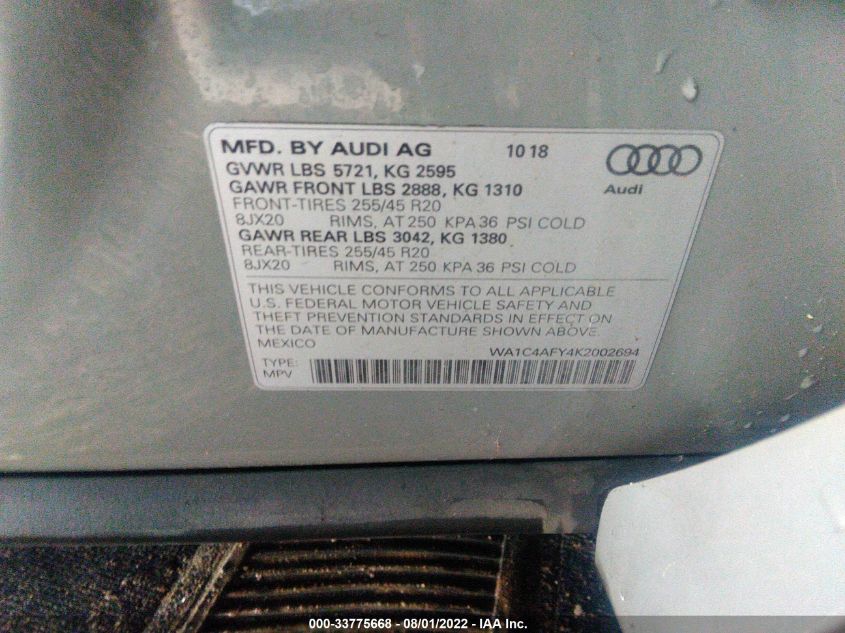 MFD. BY AUDI AG 10 18
GVWR LBS 5721, KG 2595
GAWR FRONT LBS 2888, KG 1310
Audi
FRONT-TIRES 255/45 R20
8JX20 RIMS, AT 250 KPA 36 PSI COLD
GAWR REAR LBS 3042, KG 1380
REAR-TIRES 255/45 R20
8JX20 RIMS, AT 250 KPA 36 PSI COLD
THIS VEHICLE CONFORMS TO ALL APPLICABLE
U.S. FEDERAL MOTOR VEHICLE SAFETY AND
THEFT PREVENTION STANDARDS IN EFFECT ON
THE DATE OF MANUFACTURE SHOWN ABOVE.
MEXICO WA1C4AFY4K2002694
TYPE:
MPV
000-33775668 - 08/01/2022 - IAA Inc.